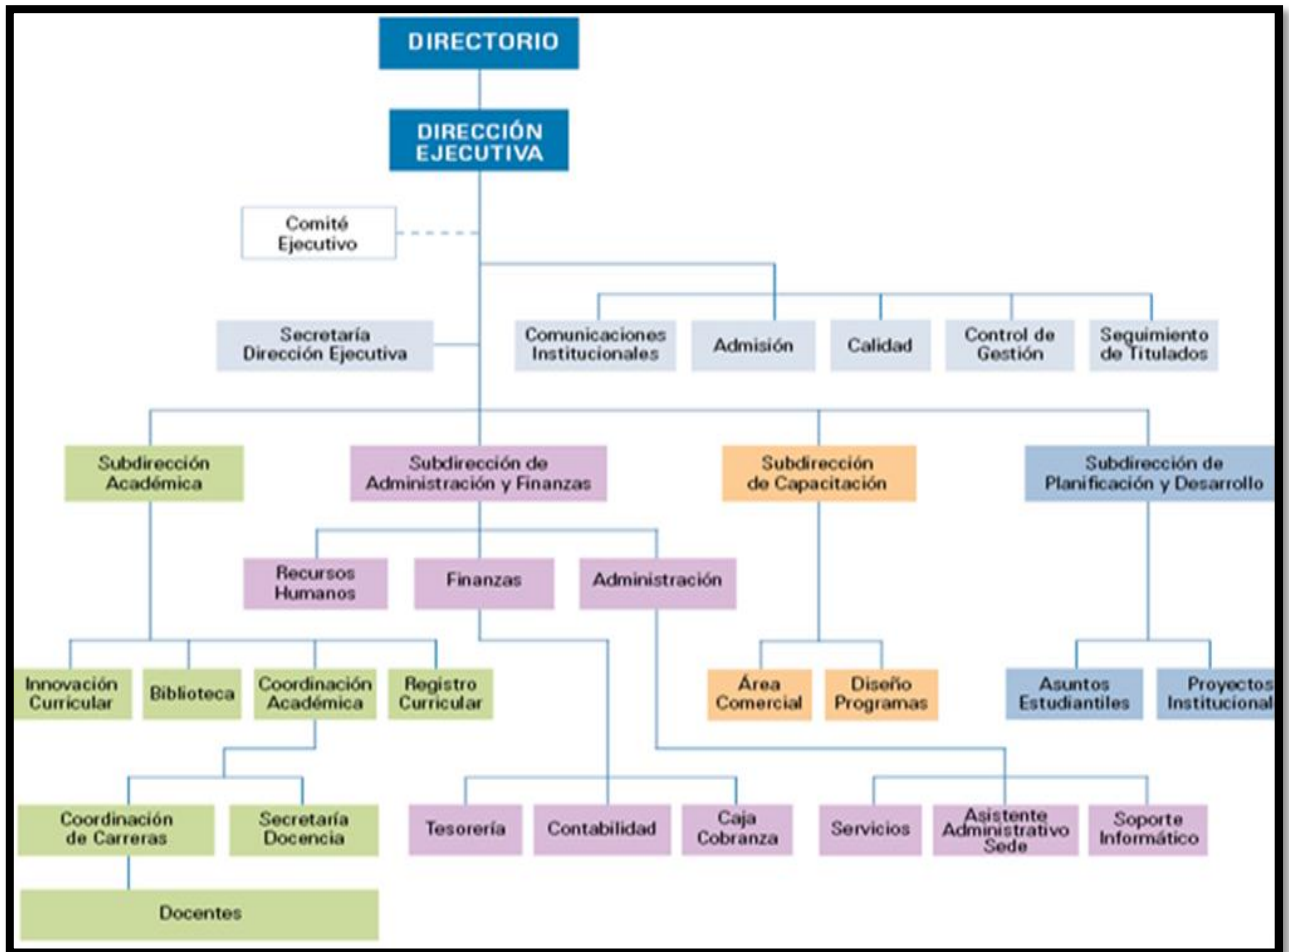 DIRECTORIO
DIRECCIÓN
EJECUTIVA
Comité
Ejecutivo
Secretaría
Dirección Ejecutiva
Comunicaciones
Institucionales
Admisión
Calidad
Control de
Gestión
Seguimiento
de Titulados
Subdirección
Académica
Subdirección de
Administración y Finanzas
Subdirección
de Capacitación
Subdirección de
Planificación y Desarrollo
Recursos
Humanos
Finanzas
Administración
Innovación
Curricular
Biblioteca
Coordinación
Académica
Registro
Curricular
Área
Comercial
Diseño
Programas
Asuntos
Estudiantiles
Proyectos
Institucional
Coordinación
de Carreras
Secretaría
Docencia
Tesorería
Contabilidad
Caja
Cobranza
Servicios
Asistente
Administrativo
Sede
Soporte
Informático
Docentes